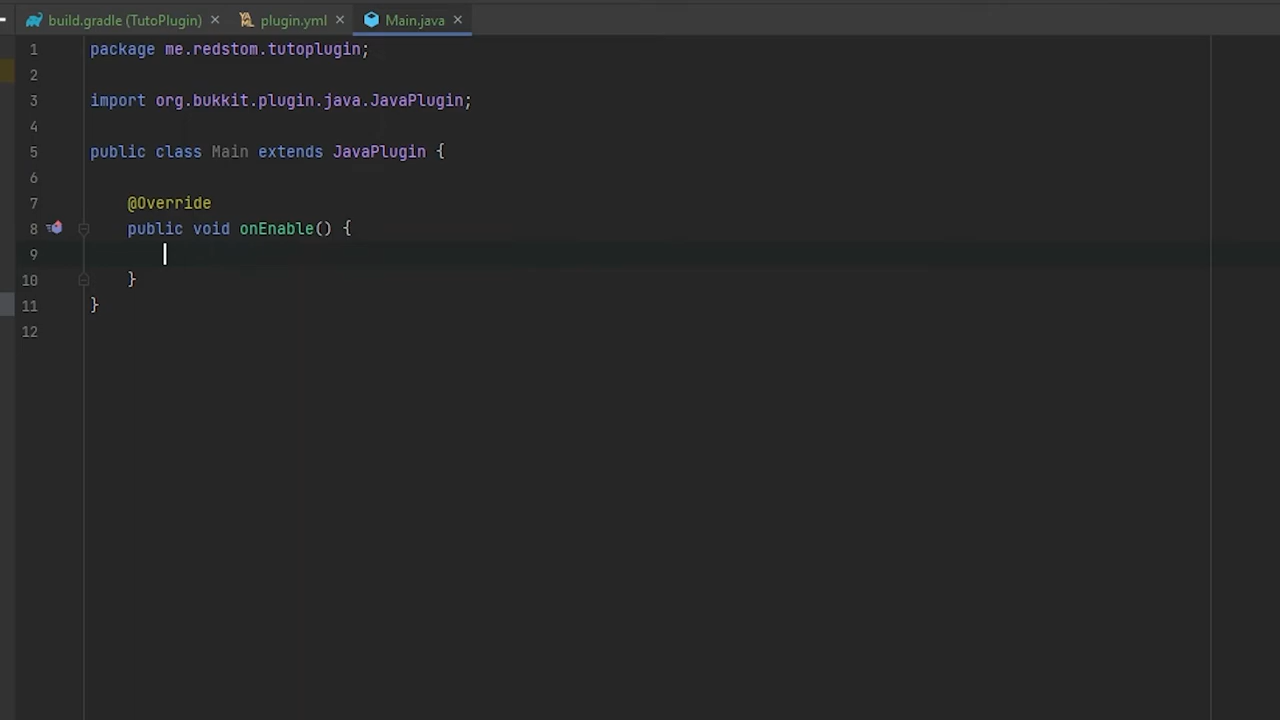 build.gradle (TutoPlugin) plugin.yml Main.java
1 package me.redstom.tutoplugin;
2
3 import org.bukkit.plugin.java.JavaPlugin;
4
5 public class Main extends JavaPlugin {
6
7 @Override
8 public void onEnable() {
9
10 }
11 }
12